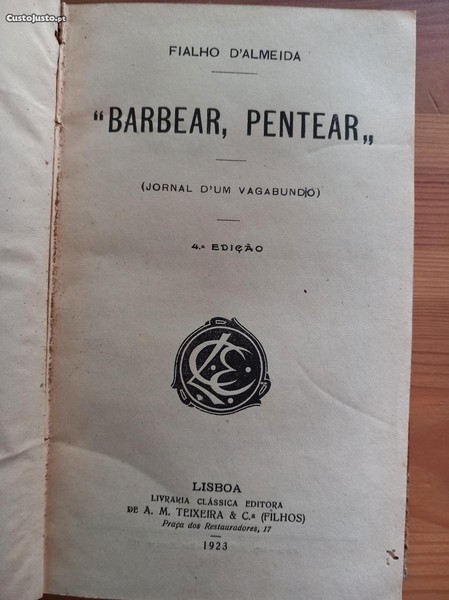 CustoJusto.pt
FIALHO D'ALMEIDA
"BARBEAR, PENTEAR„
(JORNAL D'UM VAGABUNDO)
4.ª EDIÇÃO
LCE
LISBOA
LIVRARIA CLÁSSICA EDITORA
DE A. M. TEIXEIRA & C.ª (FILHOS)
Praça dos Restauradores, 17
1923